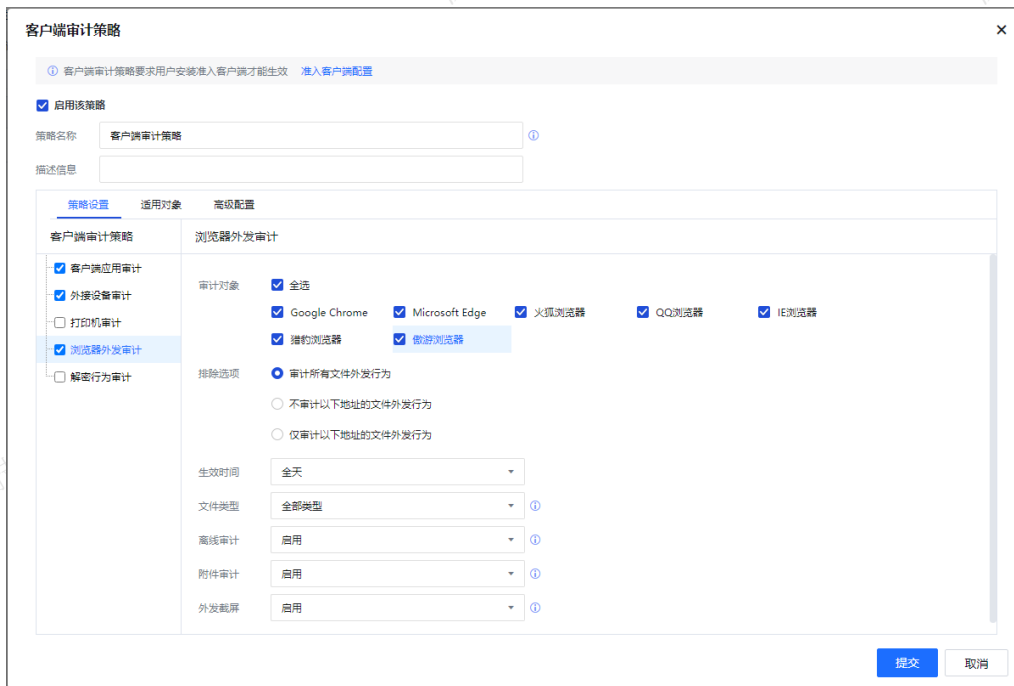 客户端审计策略
客户端审计策略要求用户安装准入客户端才能生效 准入客户端配置
启用该策略
策略名称 客户端审计策略
描述信息
策略设置 适用对象 高级配置
客户端审计策略 浏览器外发审计
客户端应用审计
外接设备审计
打印机审计
浏览器外发审计
解密行为审计
审计对象 全选
Google Chrome Microsoft Edge 火狐浏览器 QQ浏览器 IE浏览器
猎豹浏览器 傲游浏览器
排除选项 审计所有文件外发行为
不审计以下地址的文件外发行为
仅审计以下地址的文件外发行为
生效时间 全天
文件类型 全部类型
离线审计 启用
附件审计 启用
外发截屏 启用
提交 取消